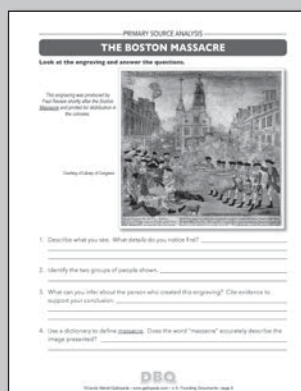 PRIMARY SOURCE ANALYSIS
THE BOSTON MASSACRE
Look at the engraving and answer the questions.
This engraving was produced by
Paul Revere shortly after the Boston
Massacre and printed for distribution in
the colonies.
Courtesy of Library of Congress
1. Describe what you see. What details do you notice first?
2. Identify the two groups of people shown.
3. What can you infer about the person who created this engraving? Cite evidence to
support your conclusion.
4. Use a dictionary to define massacre. Does the word "massacre" accurately describe the
image presented?
DBQ